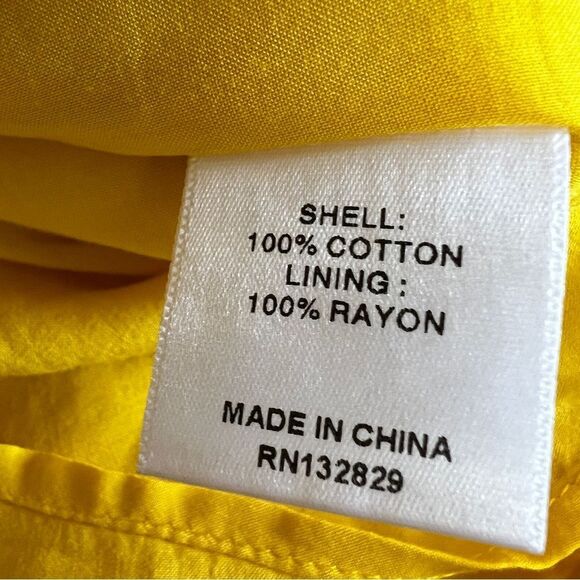 SHELL:
100% COTTON
LINING :
100% RAYON
MADE IN CHINA
RN132829